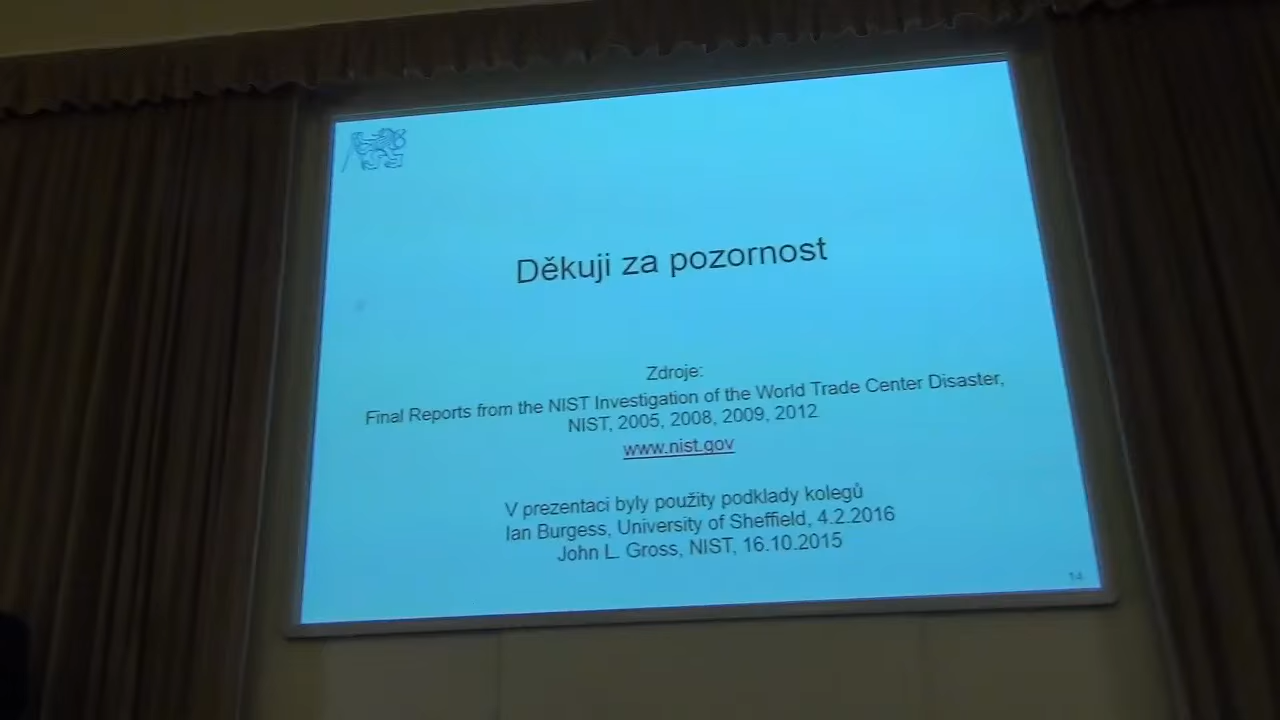 Děkuji za pozornost
Zdroje:
Final Reports from the NIST Investigation of the World Trade Center Disaster,
NIST, 2005, 2008, 2009, 2012
www.nist.gov
V prezentaci byly použity podklady kolegů
Ian Burgess, University of Sheffield, 4.2.2016
John L. Gross, NIST, 16.10.2015
14